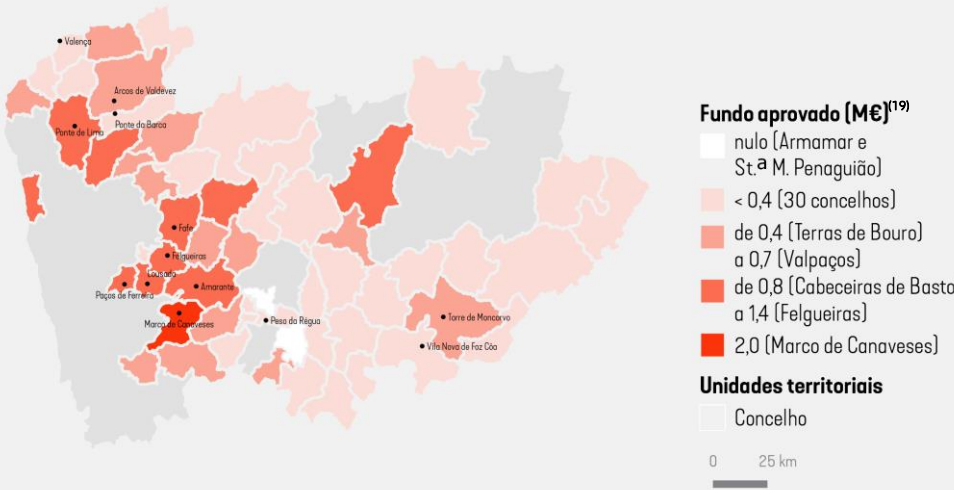 Valença
Arcos de Valdevez
Ponte da Barca
Ponte de Lima
Fafe
Felgueiras
Lousada
Paços de Ferreira
Amarante
Marco de Canaveses
Peso da Régua
Torre de Moncorvo
Vila Nova de Foz Côa
Fundo aprovado (M€)(19)
nulo (Armamar e
St.ª M. Penaguião)
< 0,4 (30 concelhos)
de 0,4 (Terras de Bouro)
a 0,7 (Valpaços)
de 0,8 (Cabeceiras de Basto
a 1,4 (Felgueiras)
2,0 (Marco de Canaveses)
Unidades territoriais
Concelho
0 25 km